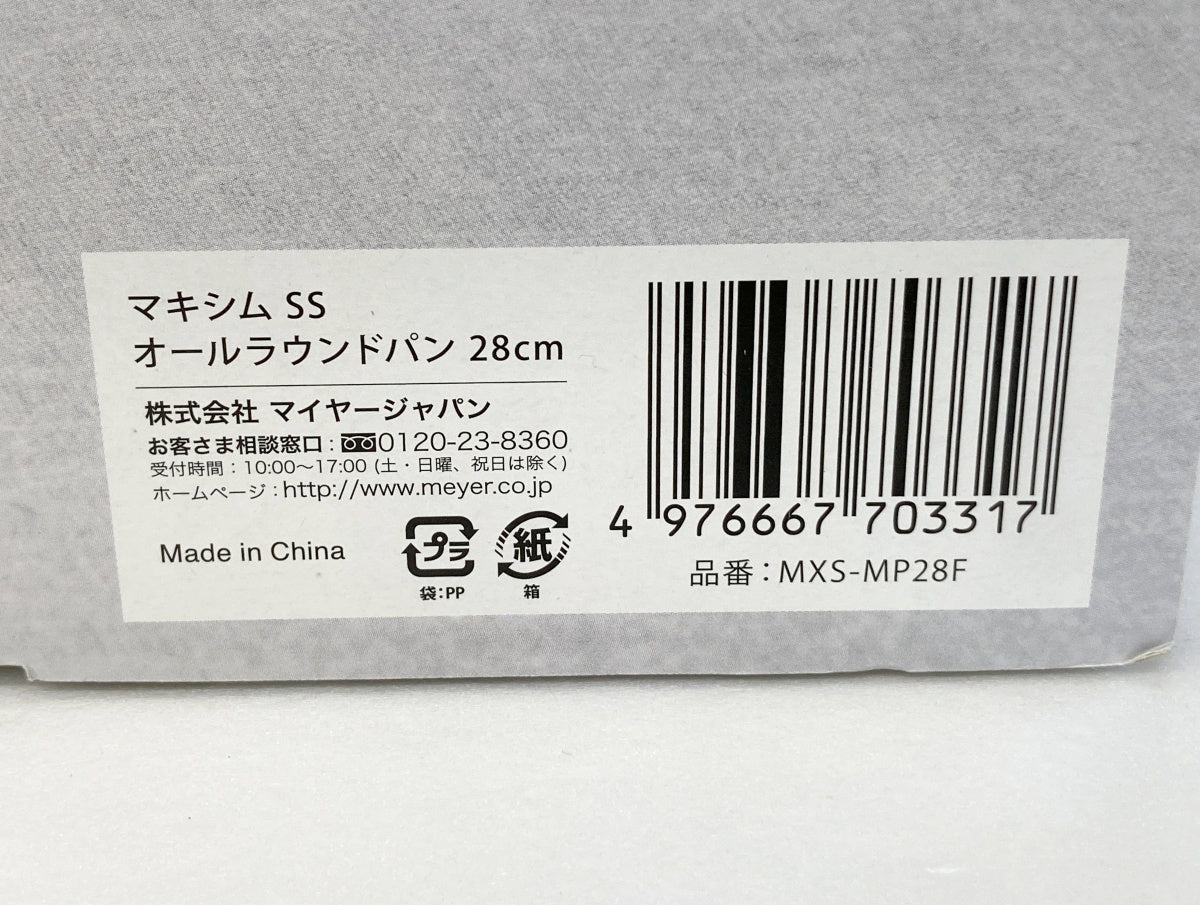 マキシム SS
オールラウンドパン 28cm
株式会社 マイヤージャパン
お客さま相談窓口：0120-23-8360
受付時間：10:00〜17:00 (土・日曜、祝日は除く)
ホームページ：http://www.meyer.co.jp
Made in China
プラ
袋：PP
紙
箱
4 976667 703317
品番：MXS-MP28F